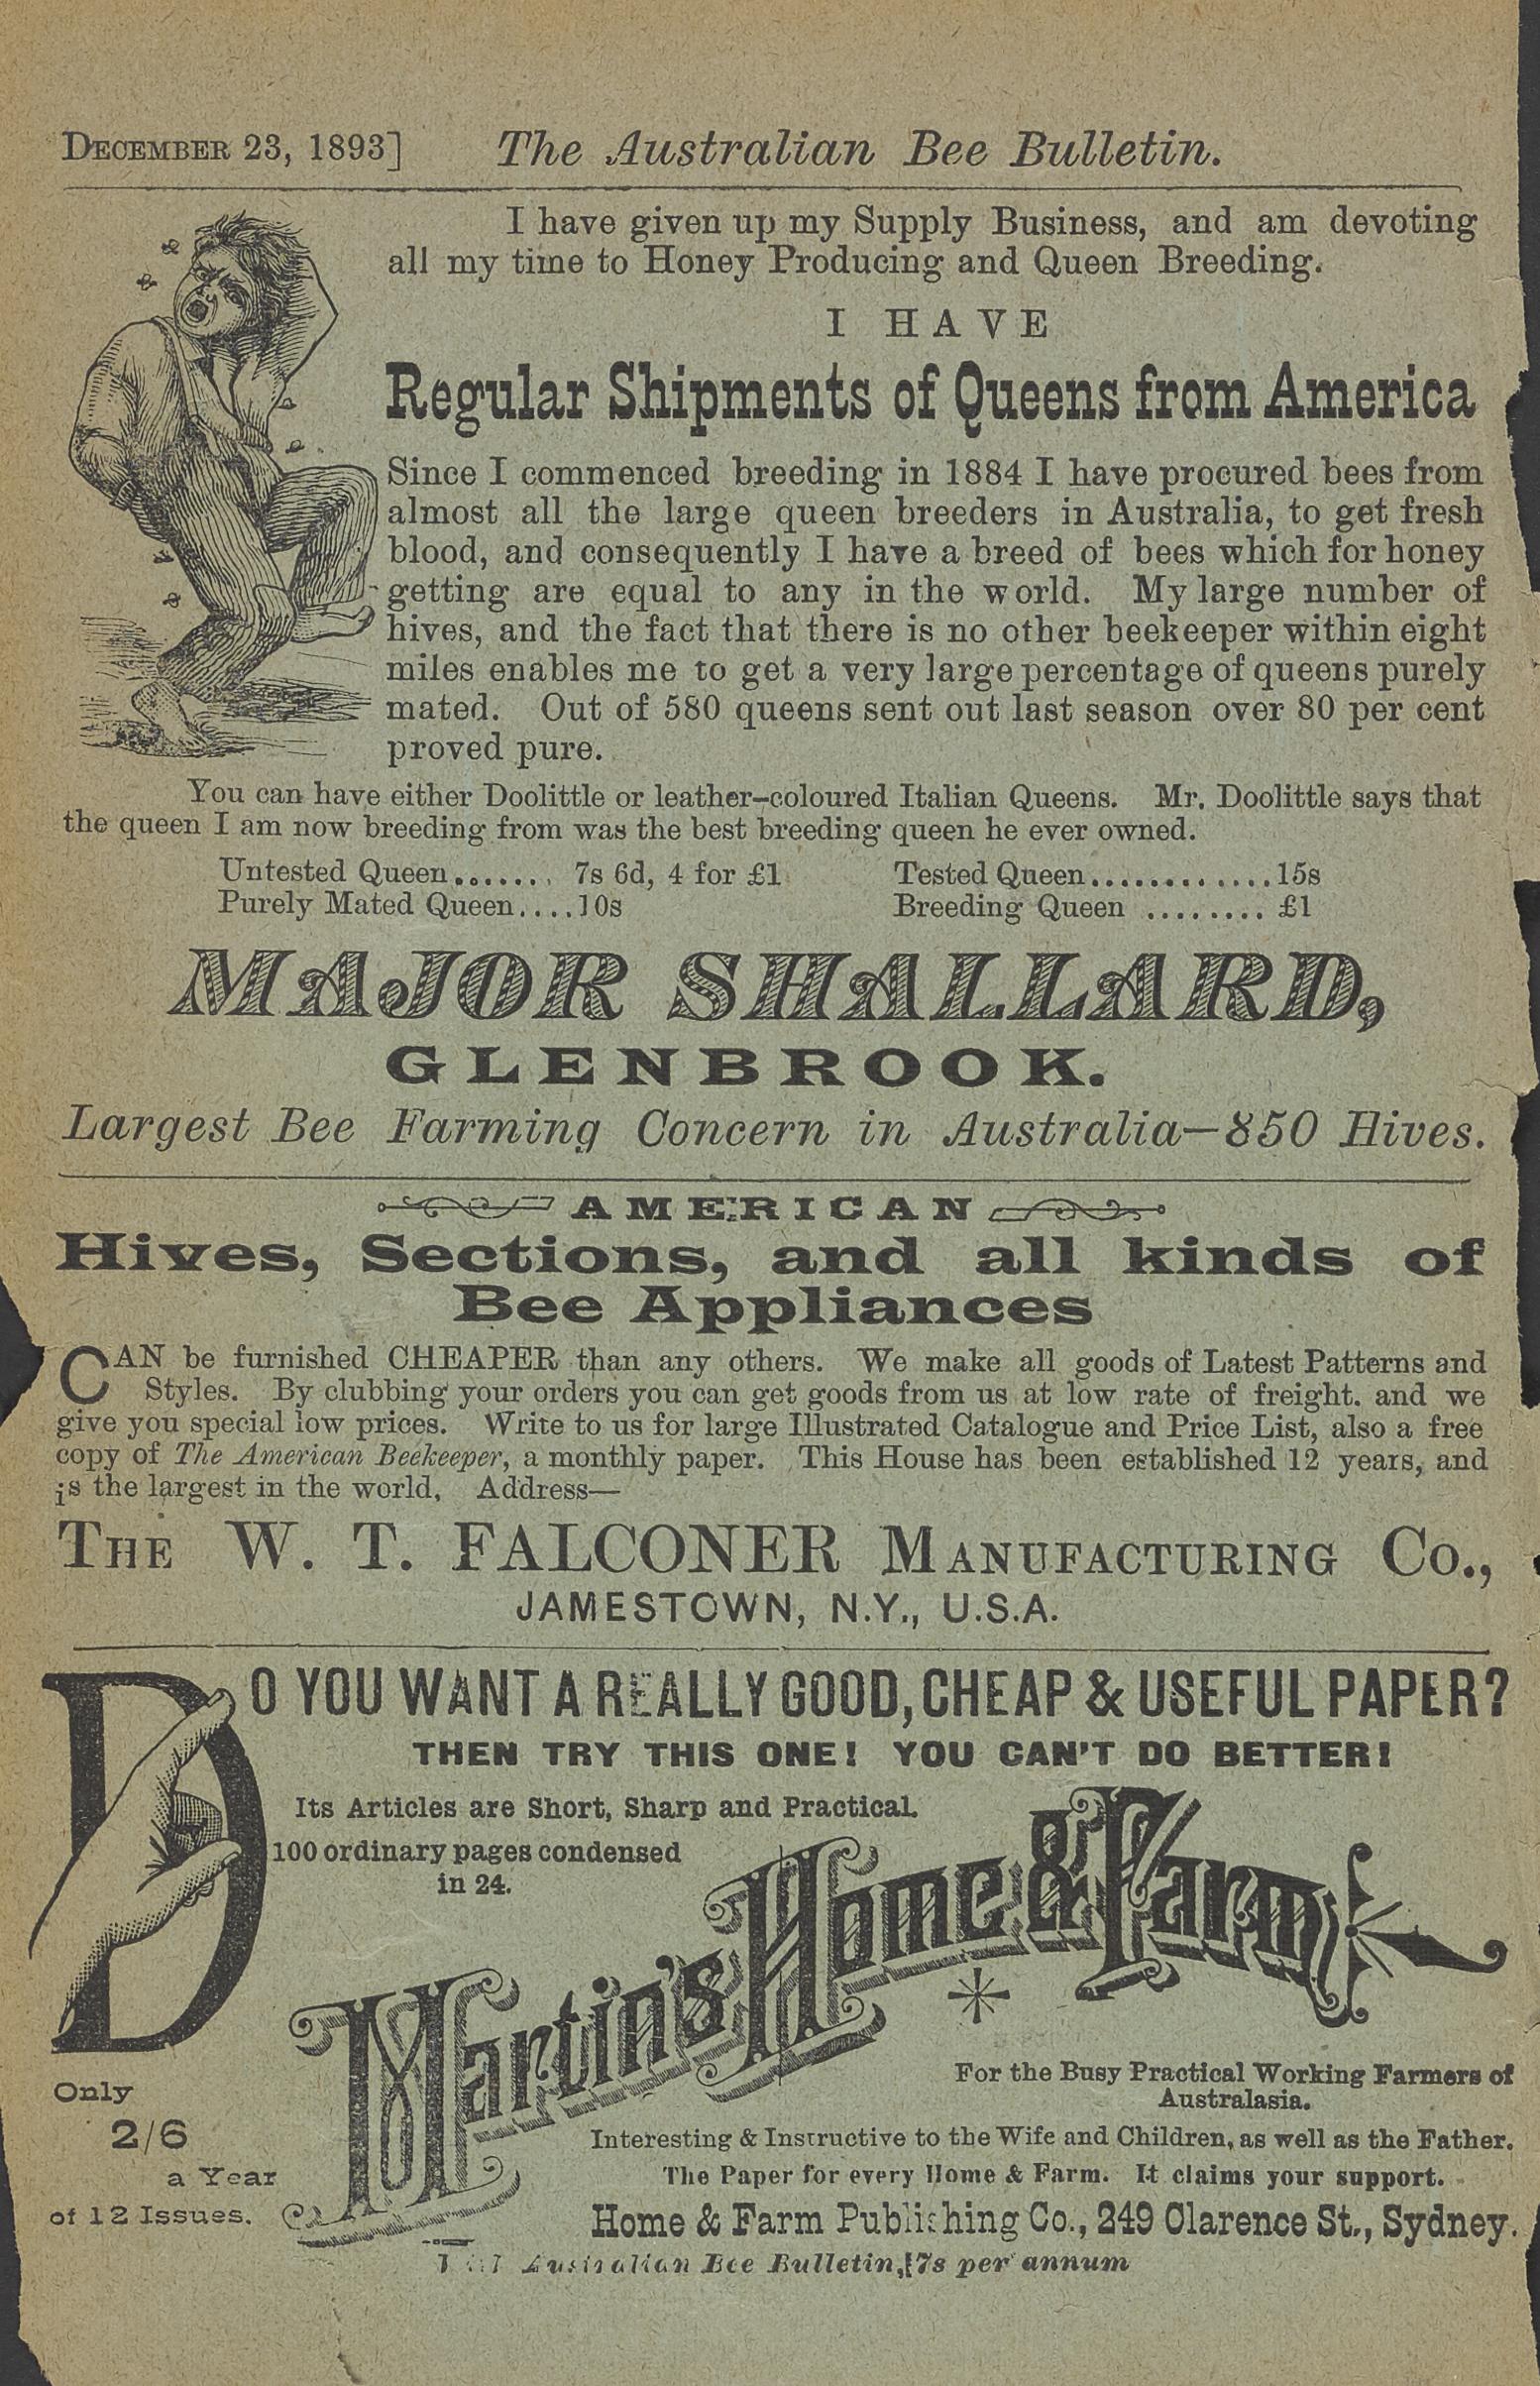 DECEMBER 23, 1893] The Australian Bee Bulletin.
I have given up my Supply Business, and am devoting
all my time to Honey Producing and Queen Breeding.
I HAVE
Regular Shipments of Queens from America
Since I commenced breeding in 1884 I have procured bees from
almost all the large queen breeders in Australia, to get fresh
blood, and consequently I have a breed of bees which for honey
getting are equal to any in the world. My large number of
hives, and the fact that there is no other beekeeper within eight
miles enables me to get a very large percentage of queens purely
mated. Out of 580 queens sent out last season over 80 per cent
proved pure.
You can have either Doolittle or leather-coloured Italian Queens. Mr. Doolittle says that
the queen I am now breeding from was the best breeding queen he ever owned.
Untested Queen....... 7s 6d, 4 for £1 Tested Queen.............15s
Purely Mated Queen....10s Breeding Queen ........ £1
MAJOR SHALLARD,
GLENBROOK.
Largest Bee Farming Concern in Australia—850 Hives.
AMERICAN
Hives, Sections, and all kinds of
Bee Appliances
CAN be furnished CHEAPER than any others. We make all goods of Latest Patterns and
Styles. By clubbing your orders you can get goods from us at low rate of freight. and we
give you special low prices. Write to us for large Illustrated Catalogue and Price List, also a free
copy of The American Beekeeper, a monthly paper. This House has been established 12 years, and
is the largest in the world, Address—
THE W. T. FALCONER MANUFACTURING CO.,
JAMESTOWN, N.Y., U.S.A.
DO YOU WANT A REALLY GOOD, CHEAP & USEFUL PAPER?
THEN TRY THIS ONE! YOU CAN'T DO BETTER!
Its Articles are Short, Sharp and Practical.
100 ordinary pages condensed
in 24.
Martin's Home & Farm
Only
2/6
a Year
of 12 Issues.
For the Busy Practical Working Farmers of
Australasia.
Interesting & Instructive to the Wife and Children, as well as the Father.
The Paper for every Home & Farm. It claims your support.
Home & Farm Publishing Co., 249 Clarence St., Sydney.
Australian Bee Bulletin, 7s per annum